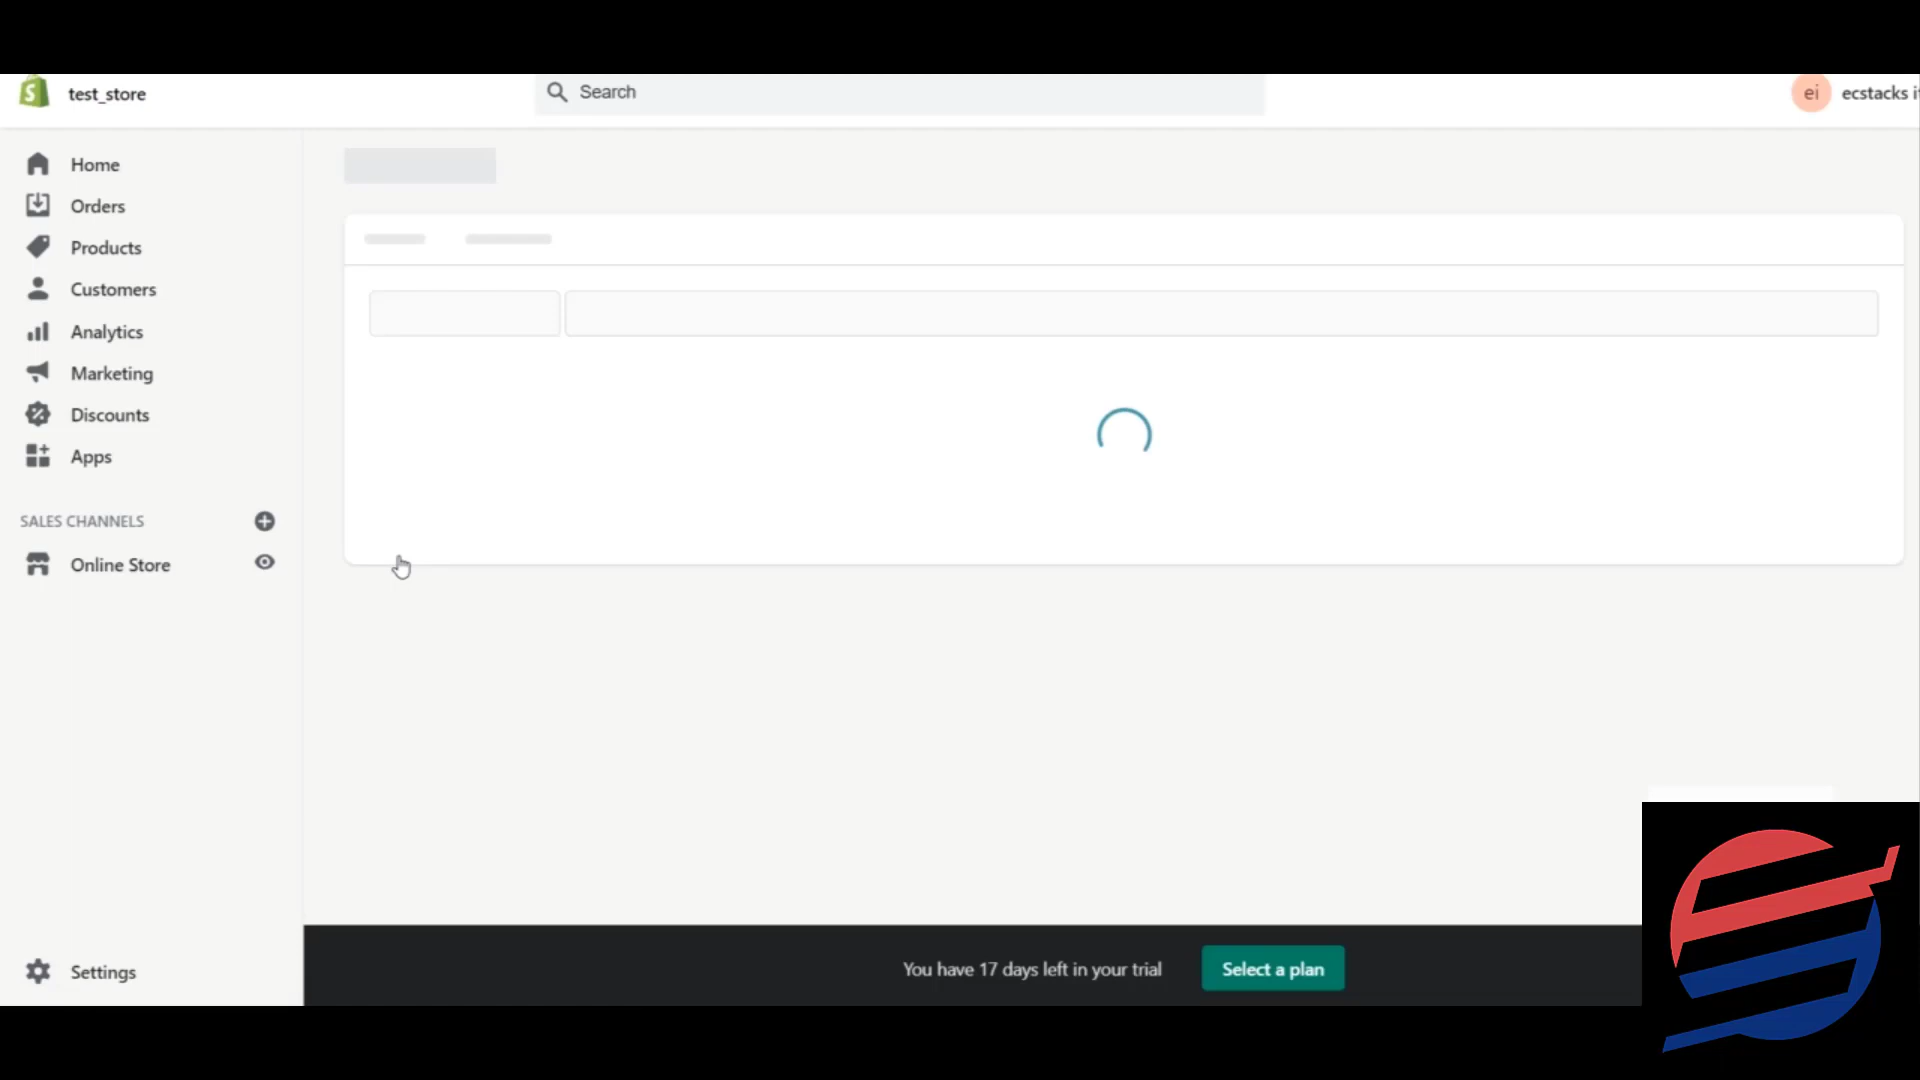 test_store
Search
ei
ecstacks
Home
Orders
Products
Customers
Analytics
Marketing
Discounts
Apps
SALES CHANNELS
Online Store
Settings
You have 17 days left in your trial
Select a plan